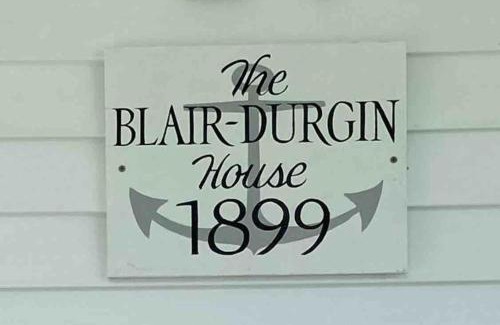 The
BLAIR-DURGIN
House
1899